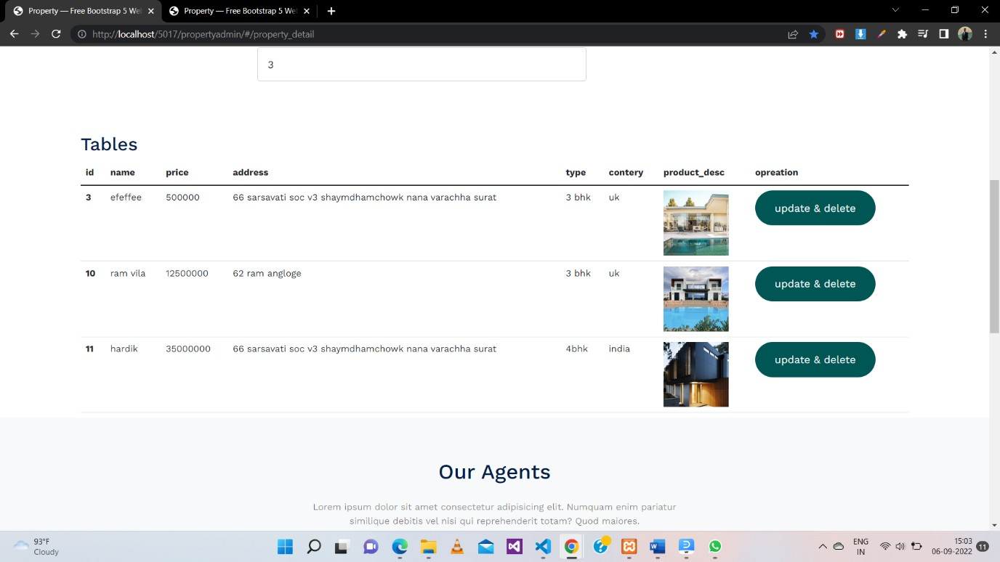 Property — Free Bootstrap 5 We
Property — Free Bootstrap 5 We
http://localhost/5017/propertyadmin/#/property_detail
3
Tables
id name price address type contery product_desc opreation
3 efeffee 500000 66 sarsavati soc v3 shaymdhamchowk nana varachha surat 3 bhk uk update & delete
10 ram vila 12500000 62 ram angloge 3 bhk uk update & delete
11 hardik 35000000 66 sarsavati soc v3 shaymdhamchowk nana varachha surat 4bhk india update & delete
Our Agents
Lorem ipsum dolor sit amet consectetur adipisicing elit. Numquam enim pariatur
similique debitis vel nisi qui reprehenderit totam? Quod maiores.
93°F
Cloudy
ENG
IN
15:03
06-09-2022
11